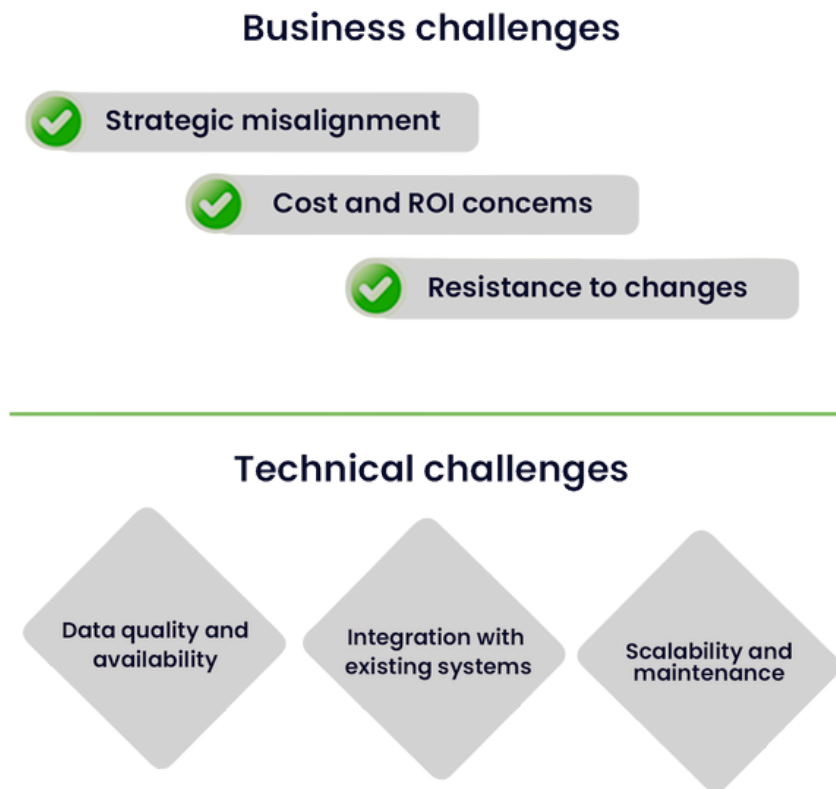 Business challenges
Strategic misalignment
Cost and ROI concems
Resistance to changes
Technical challenges
Data quality and
availability
Integration with
existing systems
Scalability and
maintenance